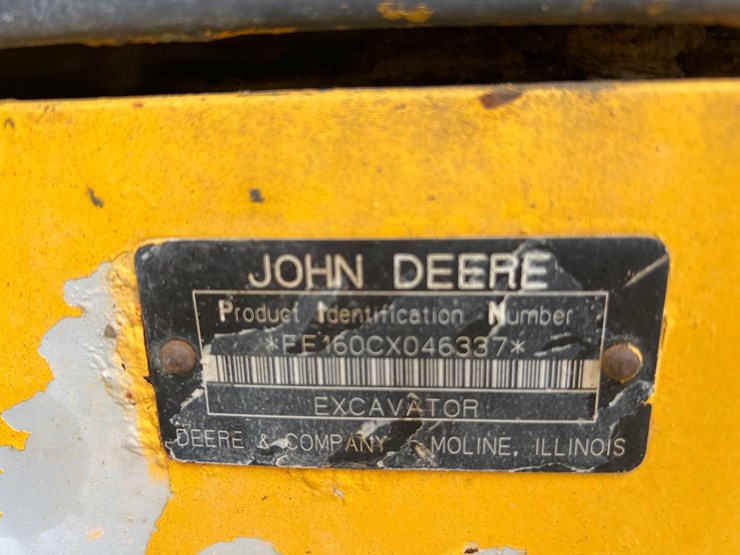 JOHN DEERE
Product Identification Number
*FF160CX046337*
EXCAVATOR
DEERE & COMPANY MOLINE, ILLINOIS